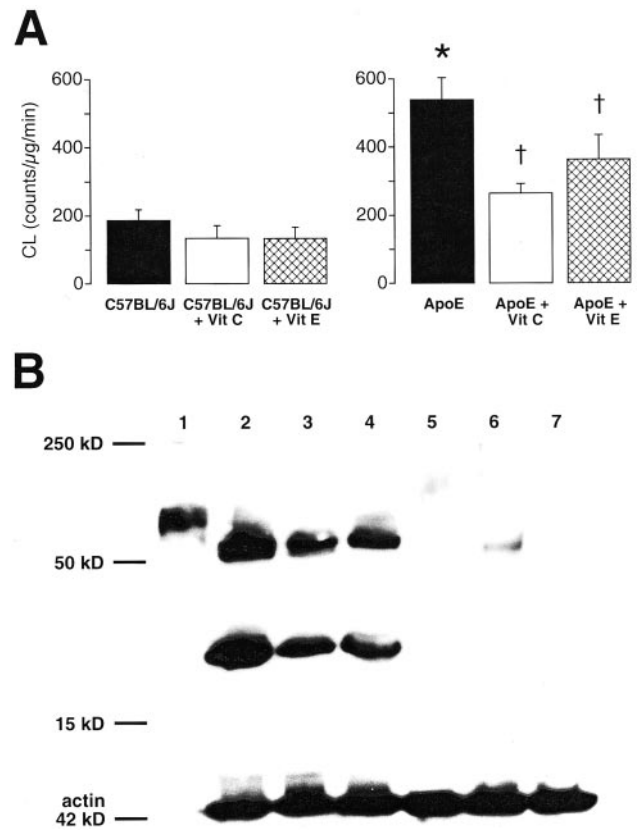 A
CL (counts/µg/min)
600
400
200
0
C57BL/6J
C57BL/6J
+ Vit C
C57BL/6J
+ Vit E
600
400
200
0
*
†
†
ApoE
ApoE +
Vit C
ApoE +
Vit E
B
1 2 3 4 5 6 7
250 kD
50 kD
15 kD
actin
42 kD